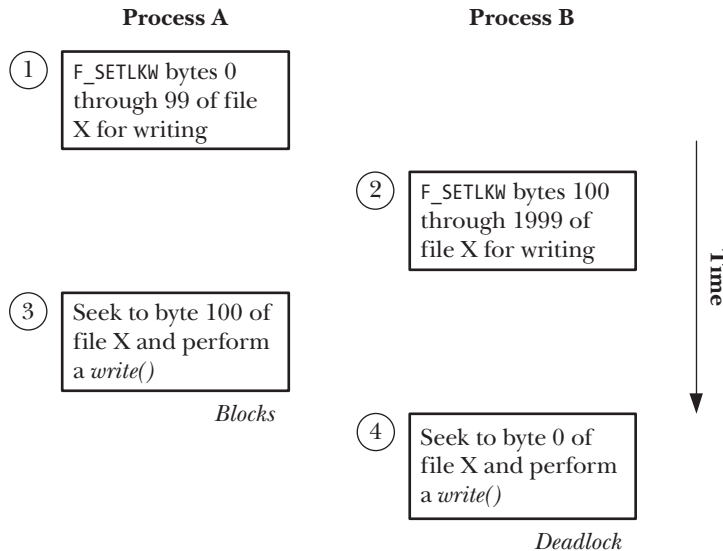 Process A
Process B
1
F_SETLKW bytes 0
through 99 of file
X for writing
2
F_SETLKW bytes 100
through 1999 of
file X for writing
Time
3
Seek to byte 100 of
file X and perform
a write()
Blocks
4
Seek to byte 0 of
file X and perform
a write()
Deadlock